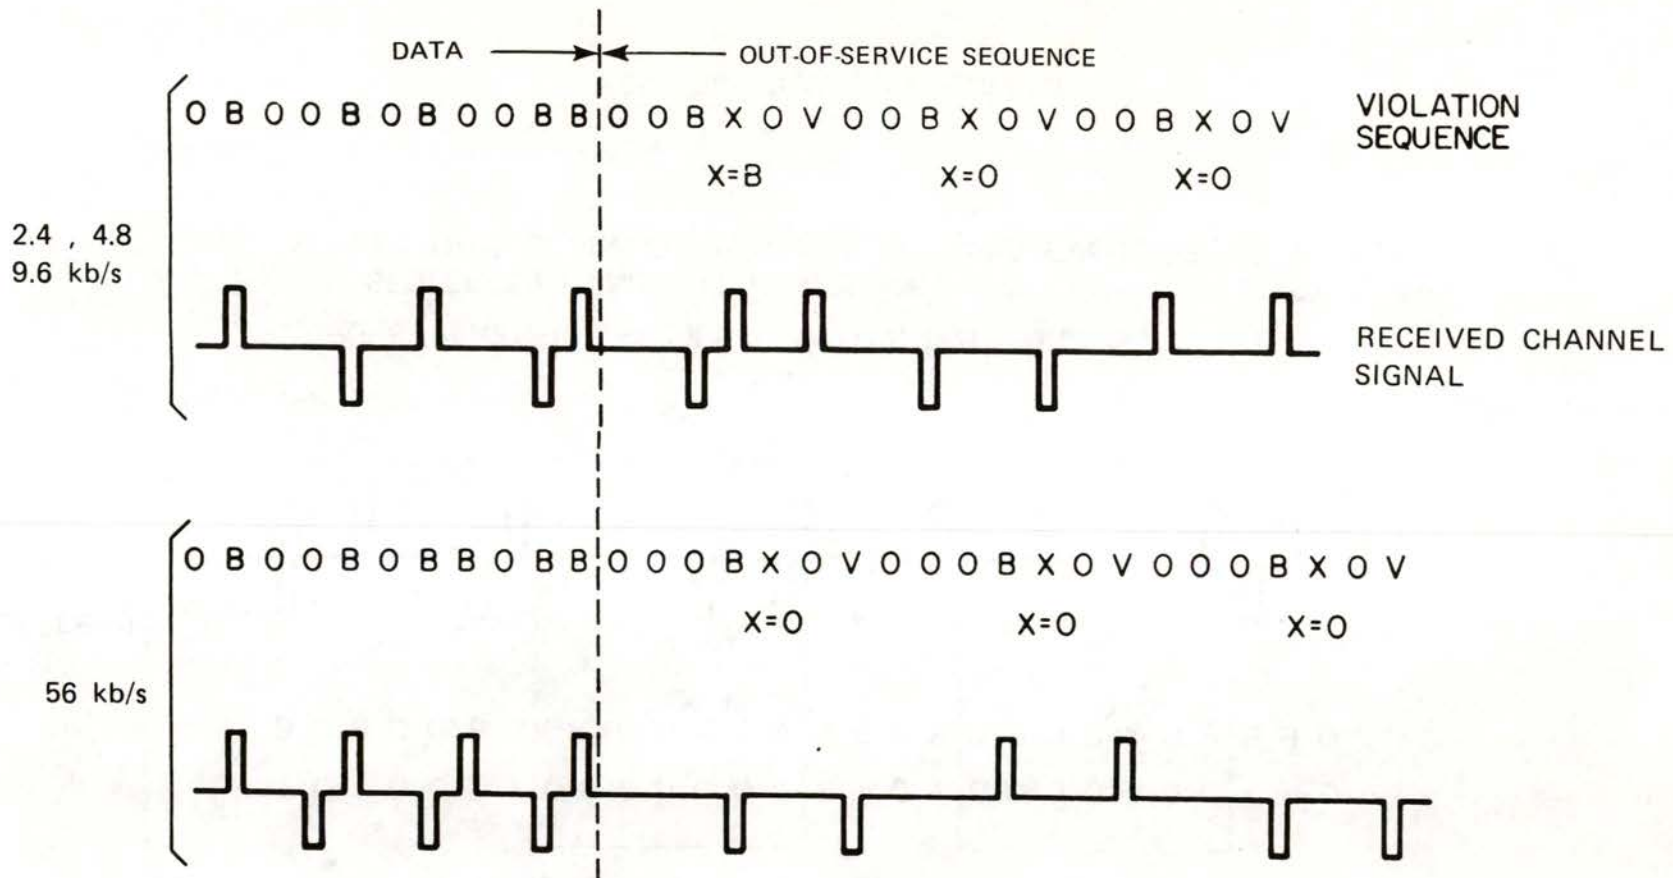 DATA OUT-OF-SERVICE SEQUENCE
O B O O B O B O O B B O O B X O V O O B X O V O O B X O V
VIOLATION
SEQUENCE
X=B X=O X=O
2.4 , 4.8
9.6 kb/s
RECEIVED CHANNEL
SIGNAL
O B O O B O B B O B B O O O B X O V O O O B X O V O O O B X O V
X=O X=O X=O
56 kb/s